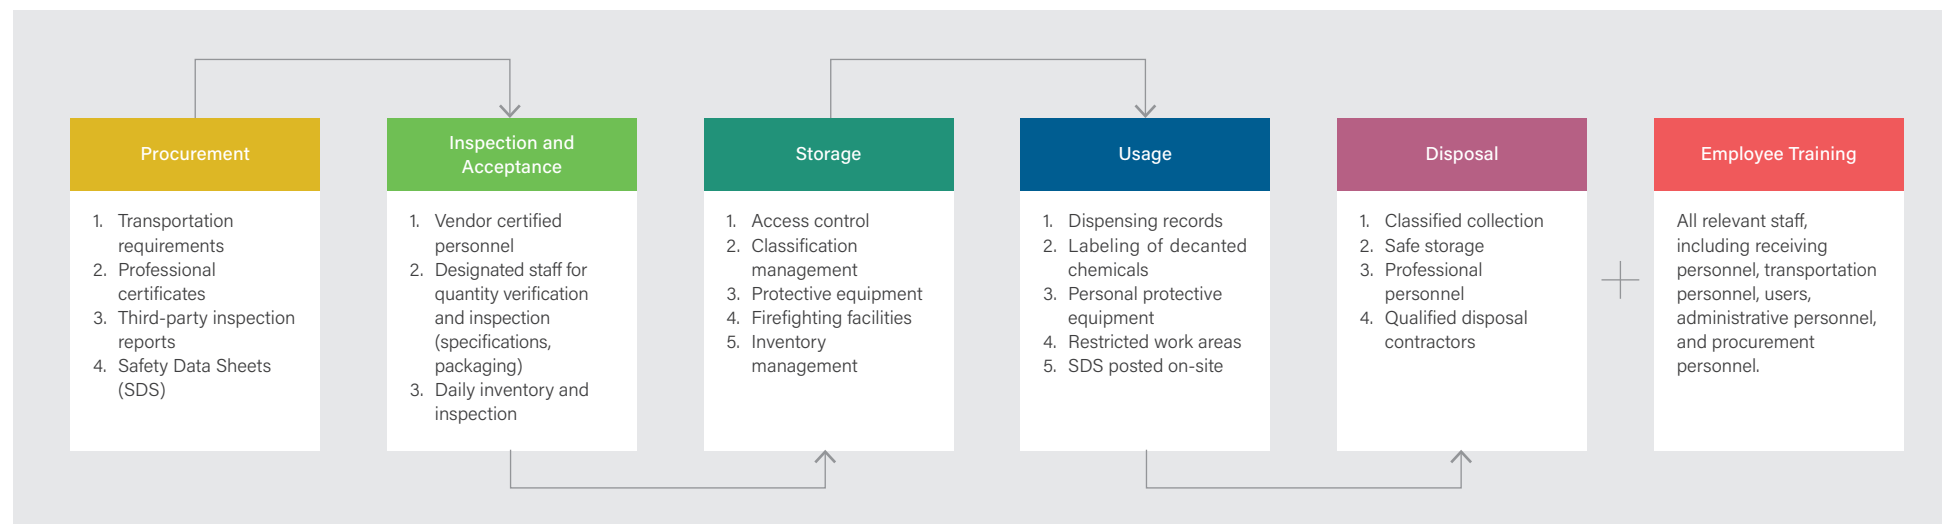 Procurement
1. Transportation
requirements
2. Professional
certificates
3. Third-party inspection
reports
4. Safety Data Sheets
(SDS)
Inspection and
Acceptance
1. Vendor certified
personnel
2. Designated staff for
quantity verification
and inspection
(specifications,
packaging)
3. Daily inventory and
inspection
Storage
1. Access control
2. Classification
management
3. Protective equipment
4. Firefighting facilities
5. Inventory
management
Usage
1. Dispensing records
2. Labeling of decanted
chemicals
3. Personal protective
equipment
4. Restricted work areas
5. SDS posted on-site
Disposal
1. Classified collection
2. Safe storage
3. Professional
personnel
4. Qualified disposal
contractors
Employee Training
All relevant staff,
including receiving
personnel, transportation
personnel, users,
administrative personnel,
and procurement
personnel.